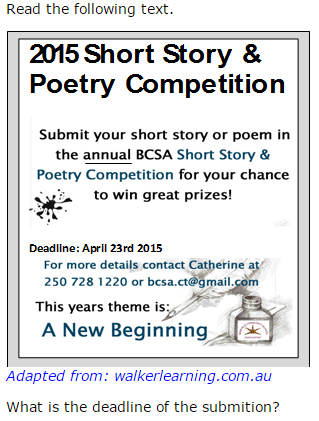 Read the following text.
2015 Short Story &
Poetry Competition
Submit your short story or poem in
the annual BCSA Short Story &
Poetry Competition for your chance
to win great prizes!
Deadline: April 23rd 2015
For more details contact Catherine at
250 728 1220 or bcsa.ct@gmail.com
This years theme is:
A New Beginning
Adapted from: walkerlearning.com.au
What is the deadline of the submition?